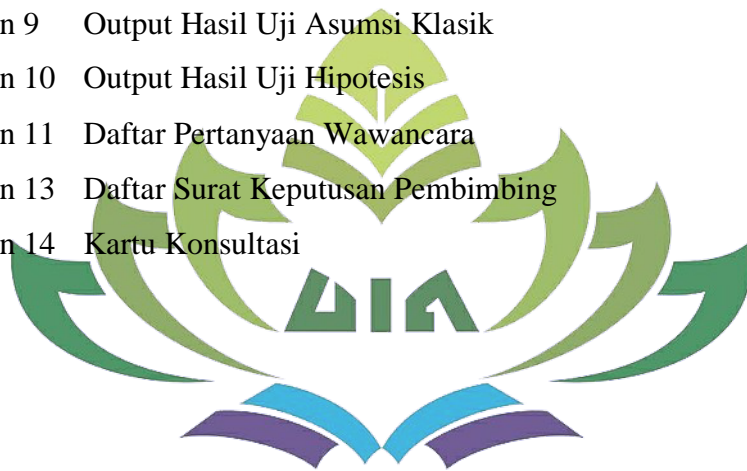 n 9 Output Hasil Uji Asumsi Klasik
n 10 Output Hasil Uji Hipotesis
n 11 Daftar Pertanyaan Wawancara
n 13 Daftar Surat Keputusan Pembimbing
n 14 Kartu Konsultasi
UIN